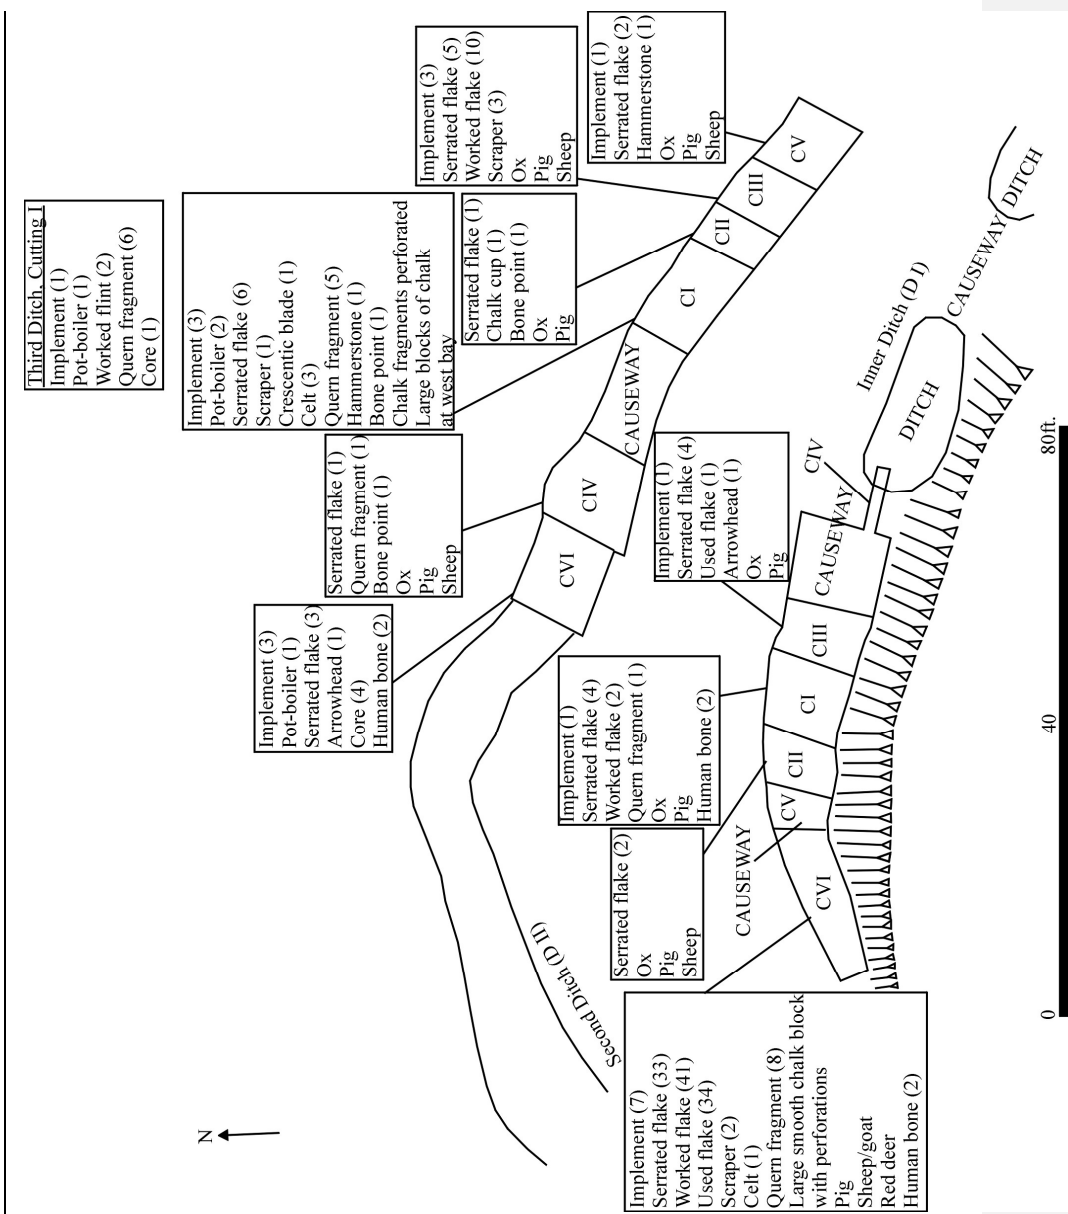 Third Ditch, Cutting I
Implement (1)
Pot-boiler (1)
Worked flint (2)
Quern fragment (6)
Core (1)
Implement (3)
Pot-boiler (2)
Serrated flake (6)
Scraper (1)
Crescentic blade (1)
Celt (3)
Quern fragment (5)
Hammerstone (1)
Bone point (1)
Chalk fragments perforated
Large blocks of chalk
at west bay
Implement (3)
Serrated flake (5)
Worked flake (10)
Scraper (3)
Ox
Pig
Sheep
Implement (1)
Serrated flake (2)
Hammerstone (1)
Ox
Pig
Sheep
Serrated flake (1)
Chalk cup (1)
Bone point (1)
Ox
Pig
Serrated flake (1)
Quern fragment (1)
Bone point (1)
Ox
Pig
Sheep
Implement (3)
Pot-boiler (1)
Serrated flake (3)
Arrowhead (1)
Core (4)
Human bone (2)
CVI
CIV
CAUSEWAY
CI
CII
CIII
CV
Second Ditch (D II)
Implement (1)
Serrated flake (4)
Used flake (1)
Arrowhead (1)
Ox
Pig
Implement (1)
Serrated flake (4)
Worked flake (2)
Quern fragment (1)
Ox
Pig
Human bone (2)
Serrated flake (2)
Ox
Pig
Sheep
Implement (7)
Serrated flake (33)
Worked flake (41)
Used flake (34)
Scraper (2)
Celt (1)
Quern fragment (8)
Large smooth chalk block
with perforations
Pig
Sheep/goat
Red deer
Human bone (2)
CAUSEWAY
CVI
CV
CII
CI
CIII
CAUSEWAY
CIV
DITCH
Inner Ditch (D I)
CAUSEWAY
DITCH
N
0
40
80ft.